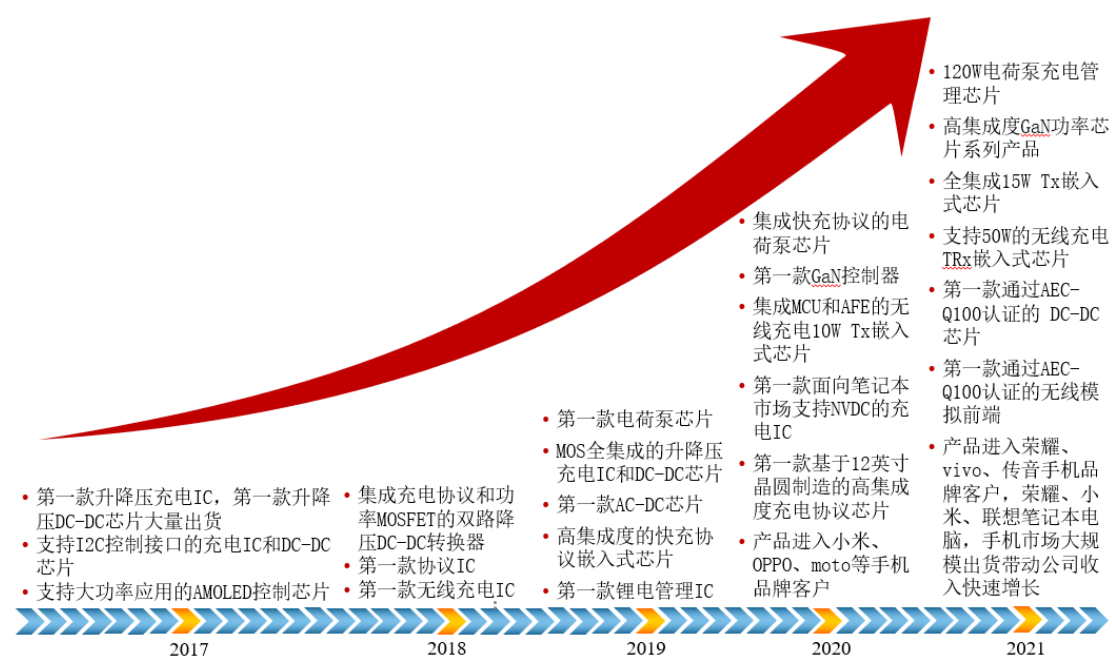 • 第一款升降压充电IC，第一款升降
压DC-DC芯片大量出货
• 支持I2C控制接口的充电IC和DC-DC
芯片
• 支持大功率应用的AMOLED控制芯片
• 集成充电协议和功
率MOSFET的双路降
压DC-DC转换器
• 第一款协议IC
• 第一款无线充电IC
• 第一款电荷泵芯片
• MOS全集成的升降压
充电IC和DC-DC芯片
• 第一款AC-DC芯片
• 高集成度的快充协
议嵌入式芯片
• 第一款锂电管理IC
• 集成快充协议的电
荷泵芯片
• 第一款GaN控制器
• 集成MCU和AFE的无
线充电10W Tx嵌入
式芯片
• 第一款面向笔记本
市场支持NVDC的充
电IC
• 第一款基于12英寸
晶圆制造的高集成
度充电协议芯片
• 产品进入小米、
OPPO、moto等手机
品牌客户
• 120W电荷泵充电管
理芯片
• 高集成度GaN功率芯
片系列产品
• 全集成15W Tx嵌入
式芯片
• 支持50W的无线充电
TRx嵌入式芯片
• 第一款通过AEC-
Q100认证的 DC-DC
芯片
• 第一款通过AEC-
Q100认证的无线模
拟前端
• 产品进入荣耀、
vivo、传音手机品
牌客户，荣耀、小
米、联想笔记本电
脑，手机市场大规
模出货带动公司收
入快速增长
2017
2018
2019
2020
2021